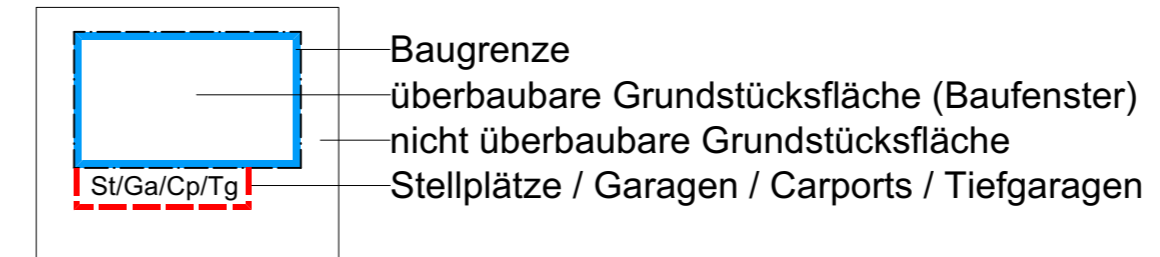 Baugrenze
überbaubare Grundstücksfläche (Baufenster)
nicht überbaubare Grundstücksfläche
St/Ga/Cp/Tg
Stellplätze / Garagen / Carports / Tiefgaragen